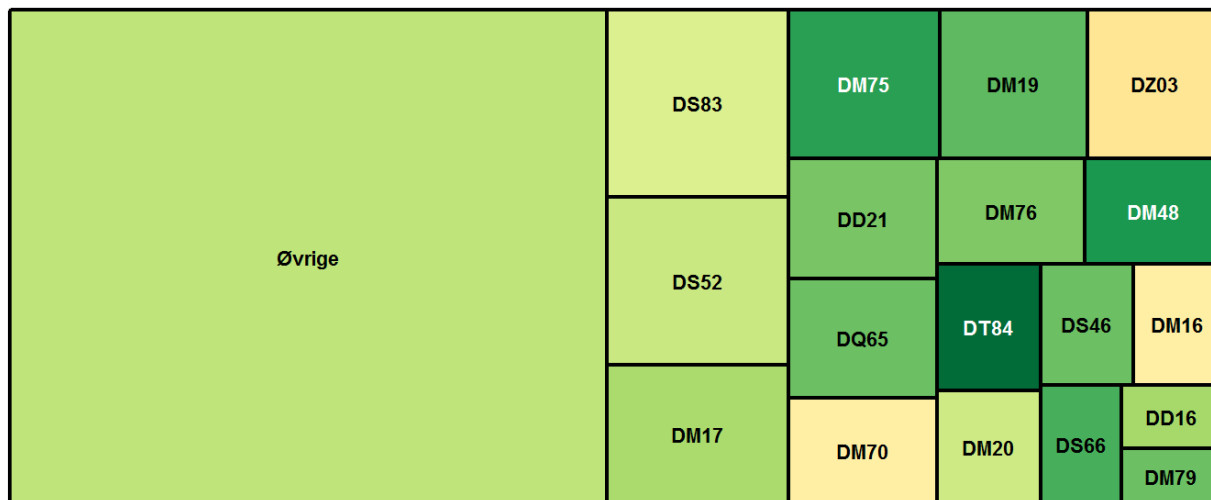 Øvrige
DS83
DS52
DM17
DM75
DM19
DZ03
DD21
DM76
DM48
DQ65
DT84
DS46
DM16
DM70
DM20
DS66
DD16
DM79